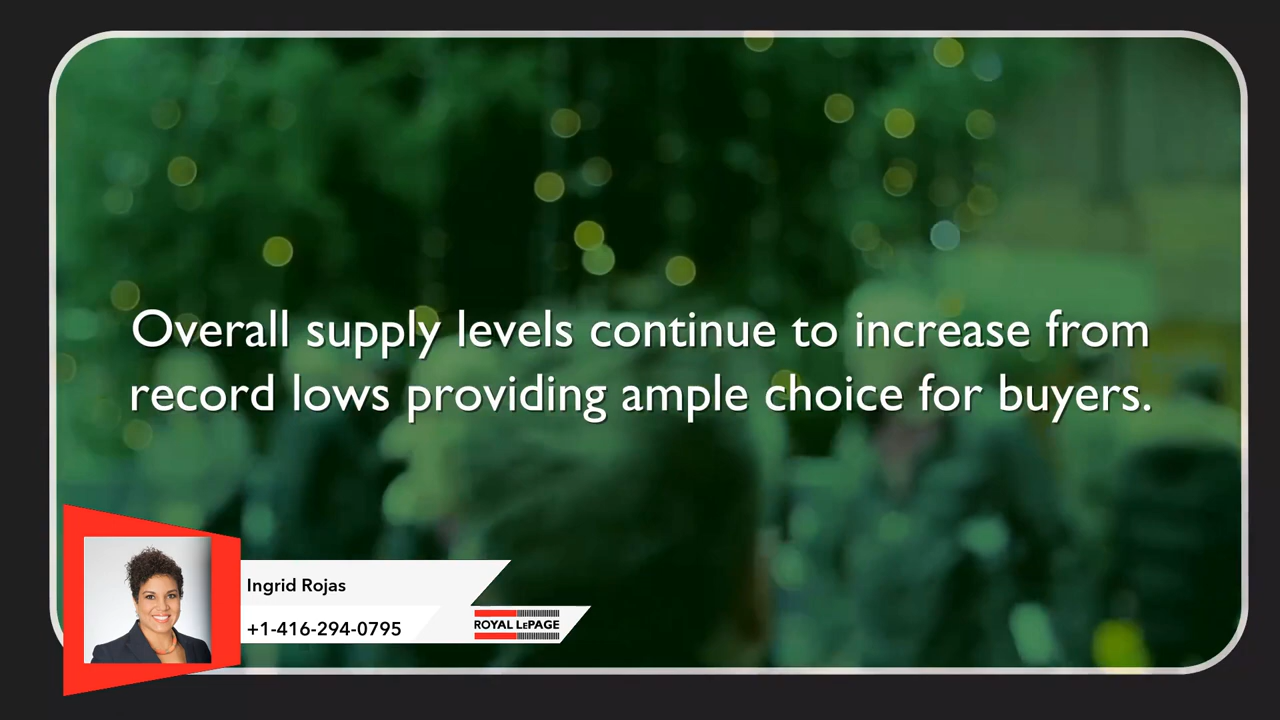 Overall supply levels continue to increase from
record lows providing ample choice for buyers.
Ingrid Rojas
+1-416-294-0795
ROYAL LEPAGE